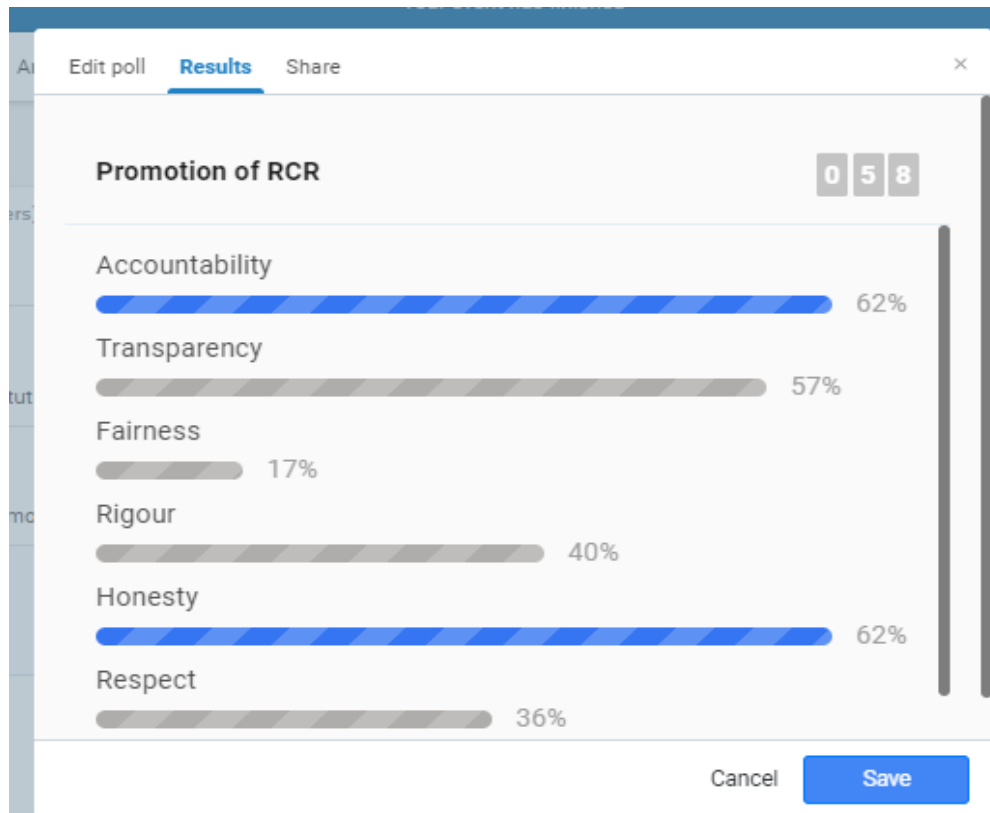 Edit poll Results Share ×
Promotion of RCR 0 5 8
Accountability
62%
Transparency
57%
Fairness
17%
Rigour
40%
Honesty
62%
Respect
36%
Cancel Save